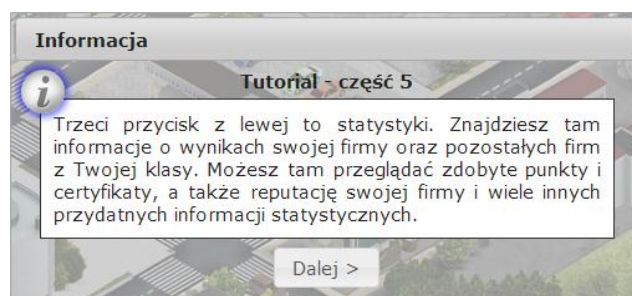 Informacja
Tutorial - część 5
Trzeci przycisk z lewej to statystyki. Znajdziesz tam
informacje o wynikach swojej firmy oraz pozostałych firm
z Twojej klasy. Możesz tam przeglądać zdobyte punkty i
certyfikaty, a także reputację swojej firmy i wiele innych
przydatnych informacji statystycznych.
Dalej >